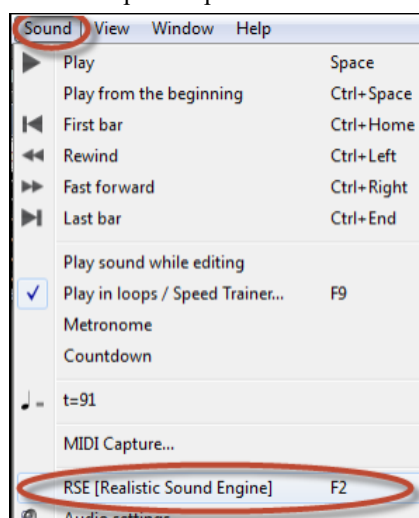 Sound View Window Help
Play Space
Play from the beginning Ctrl+Space
First bar Ctrl+Home
Rewind Ctrl+Left
Fast forward Ctrl+Right
Last bar Ctrl+End
Play sound while editing
Play in loops / Speed Trainer... F9
Metronome
Countdown
t=91
MIDI Capture...
RSE [Realistic Sound Engine] F2
Audio settings